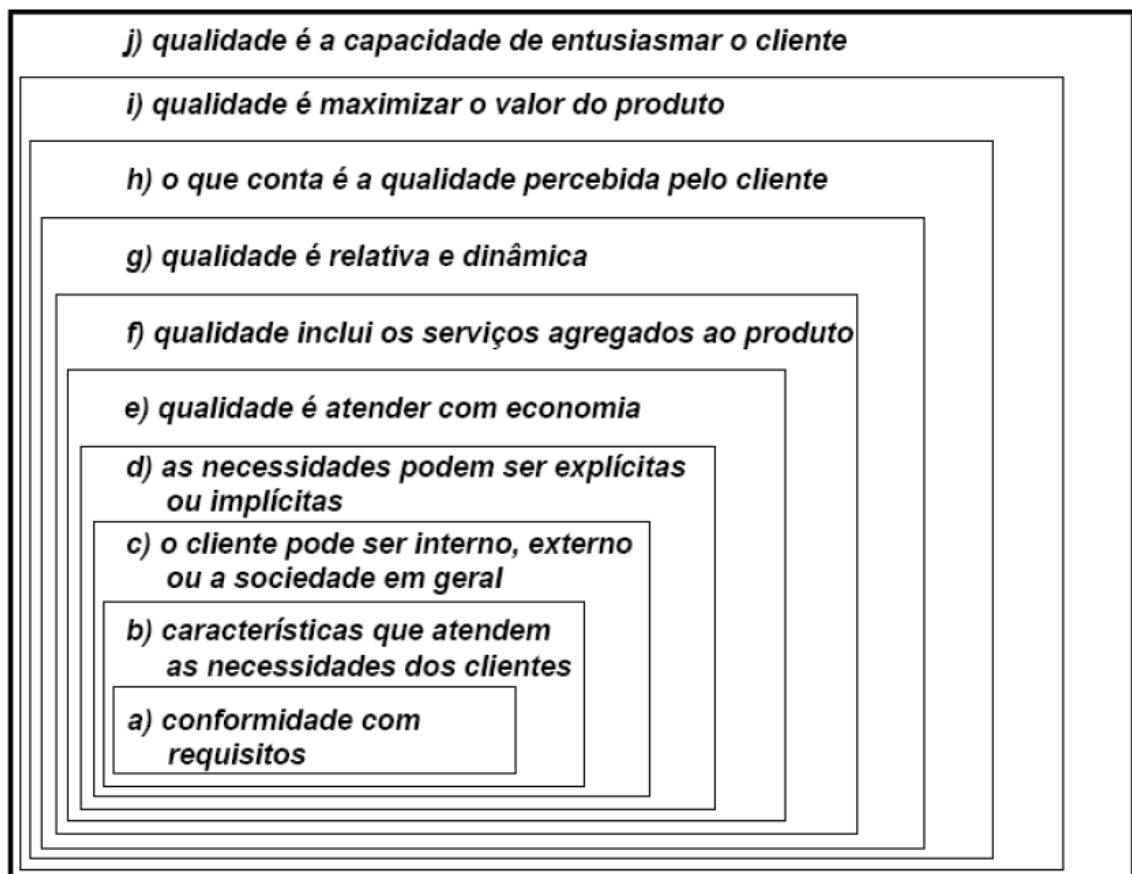 j) qualidade é a capacidade de entusiasmar o cliente
i) qualidade é maximizar o valor do produto
h) o que conta é a qualidade percebida pelo cliente
g) qualidade é relativa e dinâmica
f) qualidade inclui os serviços agregados ao produto
e) qualidade é atender com economia
d) as necessidades podem ser explícitas
ou implícitas
c) o cliente pode ser interno, externo
ou a sociedade em geral
b) características que atendem
as necessidades dos clientes
a) conformidade com
requisitos